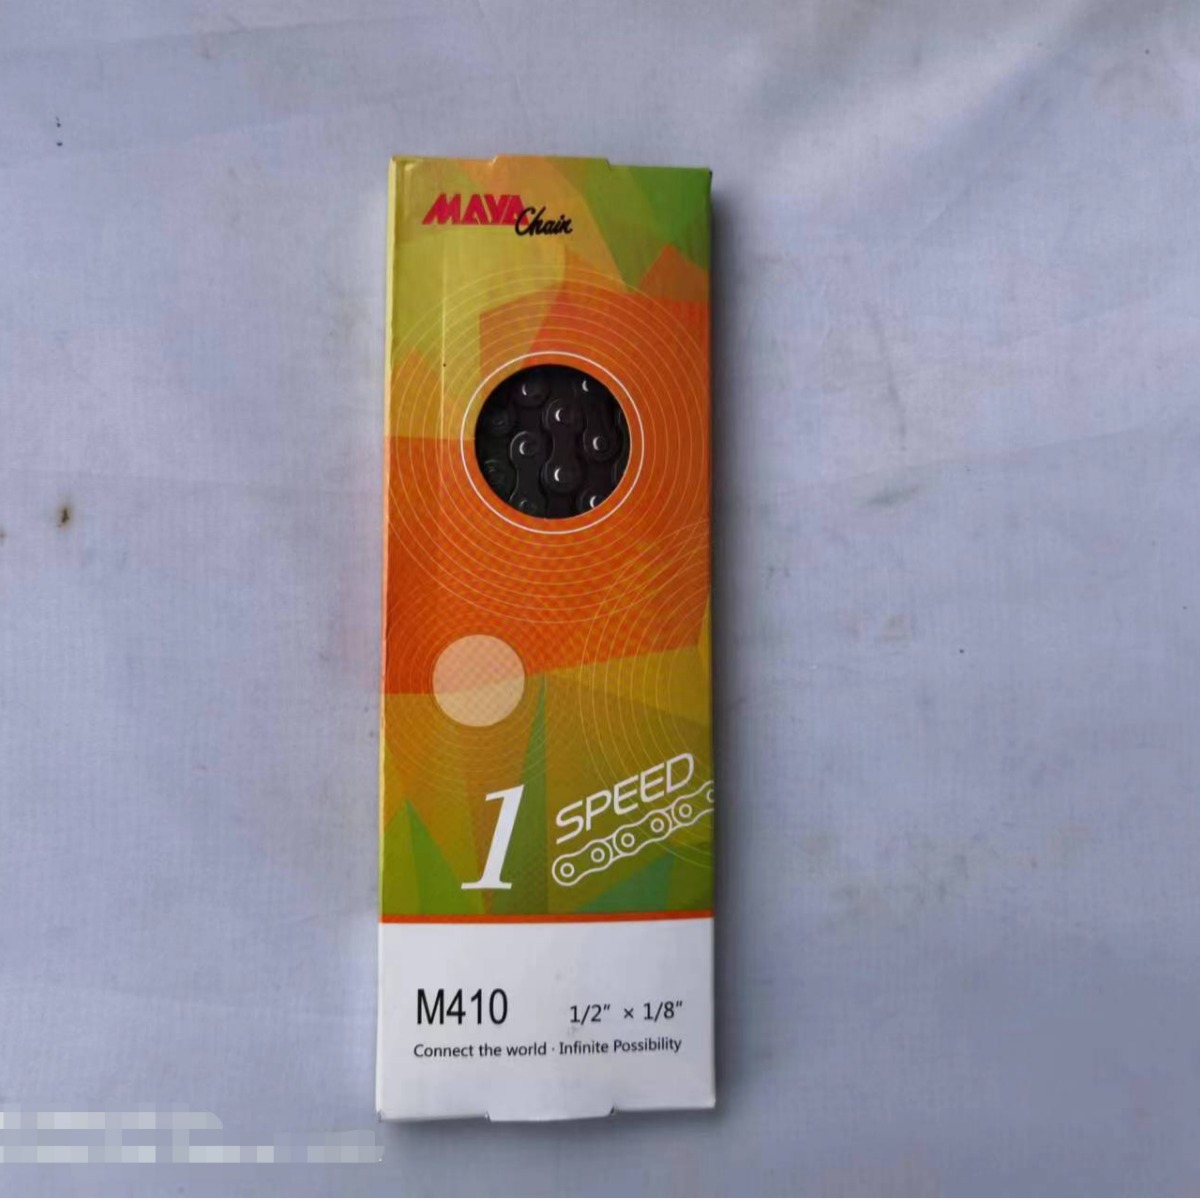 MAYA Chain
1 SPEED
M410 1/2" × 1/8"
Connect the world · Infinite Possibility